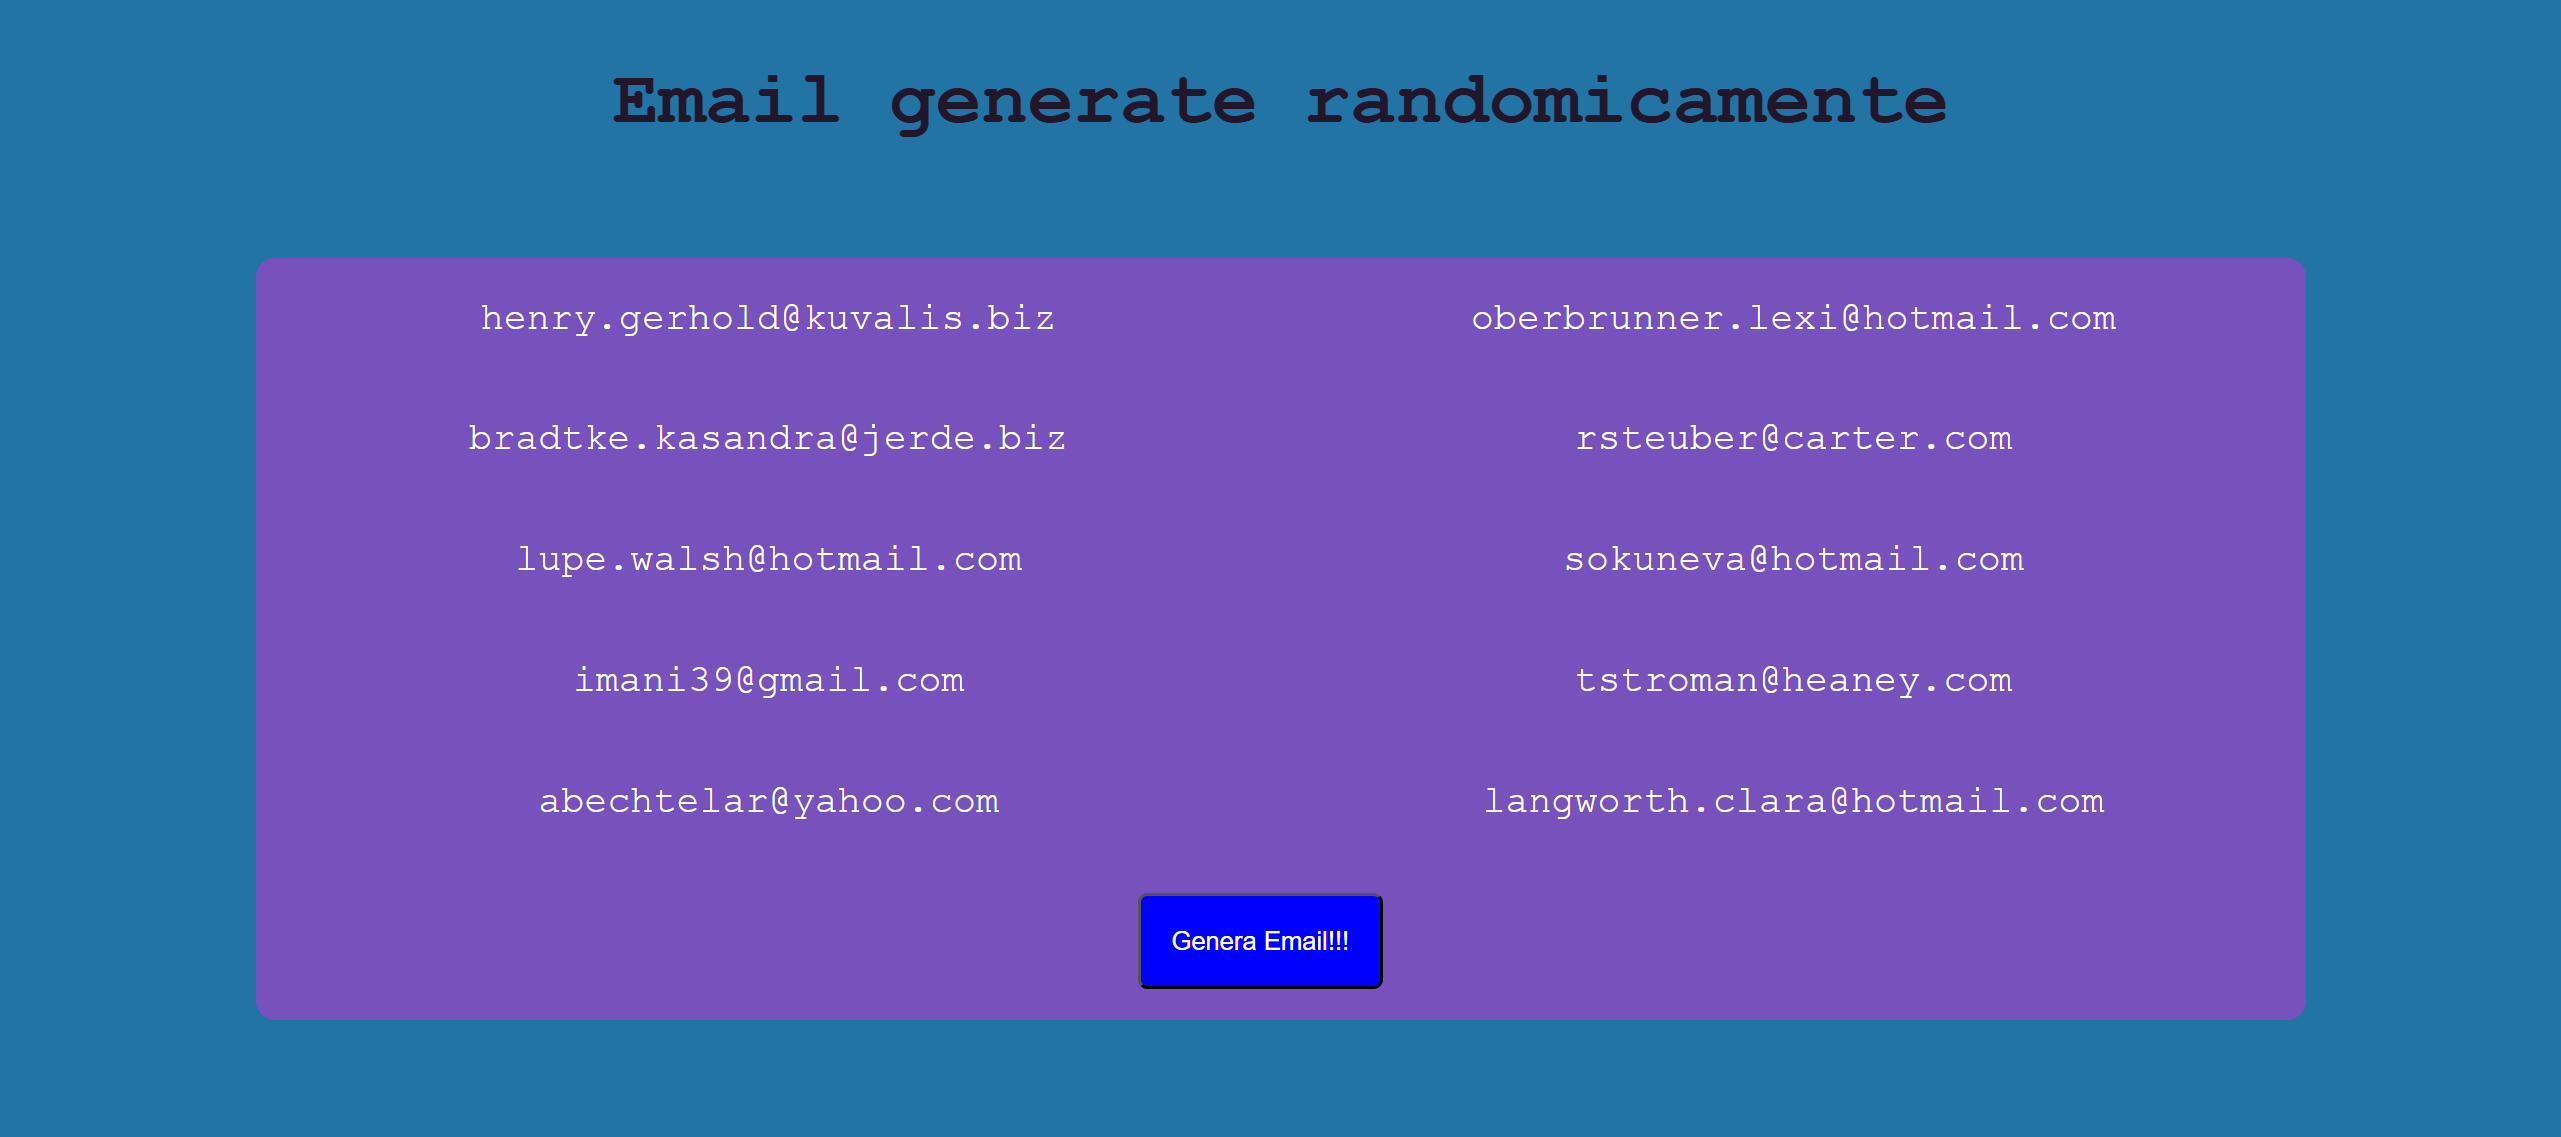 Email generate randomicamente
henry.gerhold@kuvalis.biz
oberbrunner.lexi@hotmail.com
bradtke.kasandra@jerde.biz
rsteuber@carter.com
lupe.walsh@hotmail.com
sokuneva@hotmail.com
imani39@gmail.com
tstroman@heaney.com
abechtelar@yahoo.com
langworth.clara@hotmail.com
Genera Email!!!